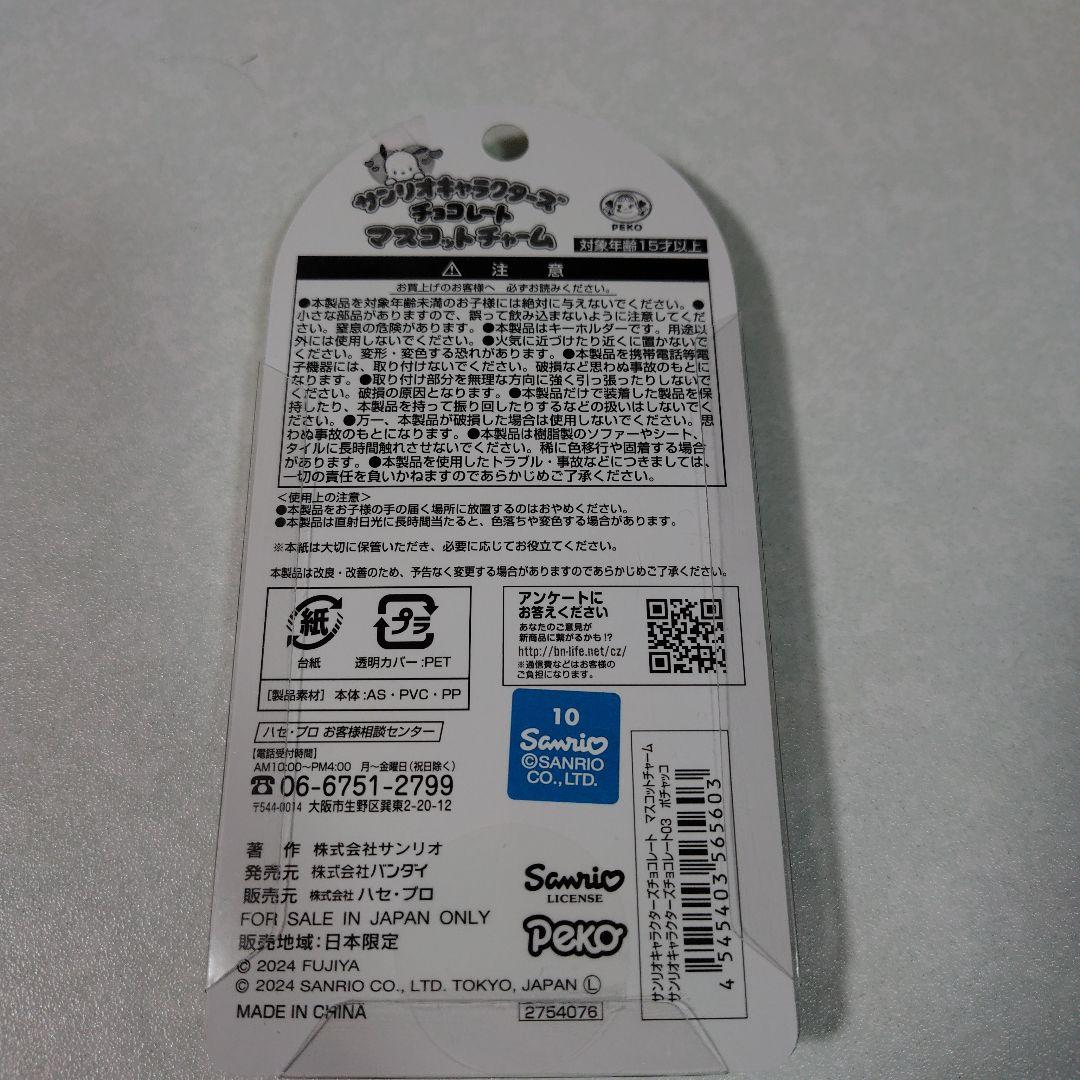 サンリオキャラクターズ
チョコレート
マスコットチャーム
PEKO
対象年齢15才以上
注 意
お買上げのお客様へ 必ずお読みください。
●本製品を対象年齢未満のお子様には絶対に与えないでください。●
小さな部品がありますので、誤って飲み込まないように注意してくだ
さい。窒息の危険があります。●本製品はキーホルダーです。用途以
外には使用しないでください。●火気に近づけたり近くに置かないで
ください。変形・変色する恐れがあります。●本製品を携帯電話等電
子機器には、取り付けないでください。破損など思わぬ事故のもとに
なります。●取り付け部分を無理な方向に強く引っ張ったりしないで
ください。破損の原因となります。●本製品だけで装着した製品を保
持したり、本製品を持って振り回したりするなどの扱いはしないでく
ださい。●万一、本製品が破損した場合は使用しないでください。思
わぬ事故のもとになります。●本製品は樹脂製のソファーやシート、
タイルに長時間触れさせないでください。稀に色移行や固着する場合
があります。●本製品を使用したトラブル・事故などにつきましては、
一切の責任を負いかねますのであらかじめご了承ください。
<使用上の注意>
●本製品をお子様の手の届く場所に放置するのはおやめください。
●本製品は直射日光に長時間当たると、色落ちや変色する場合があります。
※本紙は大切に保管いただき、必要に応じてお役立てください。
本製品は改良・改善のため、予告なく変更する場合がありますのであらかじめご了承ください。
紙
台紙
プラ
透明カバー:PET
[製品素材] 本体:AS・PVC・PP
アンケートに
お答えください
あなたのご意見が
新商品に繋がるかも!?
http://bn-life.net/cz/
※通信費などはお客様の
ご負担になります。
ハセ・プロ お客様相談センター
【電話受付時間】
AM10:00~PM4:00 月~金曜日(祝日除く)
☎06-6751-2799
〒544-0014 大阪市生野区巽東2-20-12
10
Sanrio
©SANRIO
CO., LTD.
著 作 株式会社サンリオ
発売元 株式会社バンダイ
販売元 株式会社 ハセ・プロ
FOR SALE IN JAPAN ONLY
販売地域:日本限定
© 2024 FUJIYA
© 2024 SANRIO CO., LTD. TOKYO, JAPAN Ⓛ
MADE IN CHINA
2754076
Sanrio
LICENSE
PeKo
サンリオキャラクターズチョコレート マスコットチャーム
サンリオキャラクターズチョコレート03 ポチャッコ
4 545403 565603